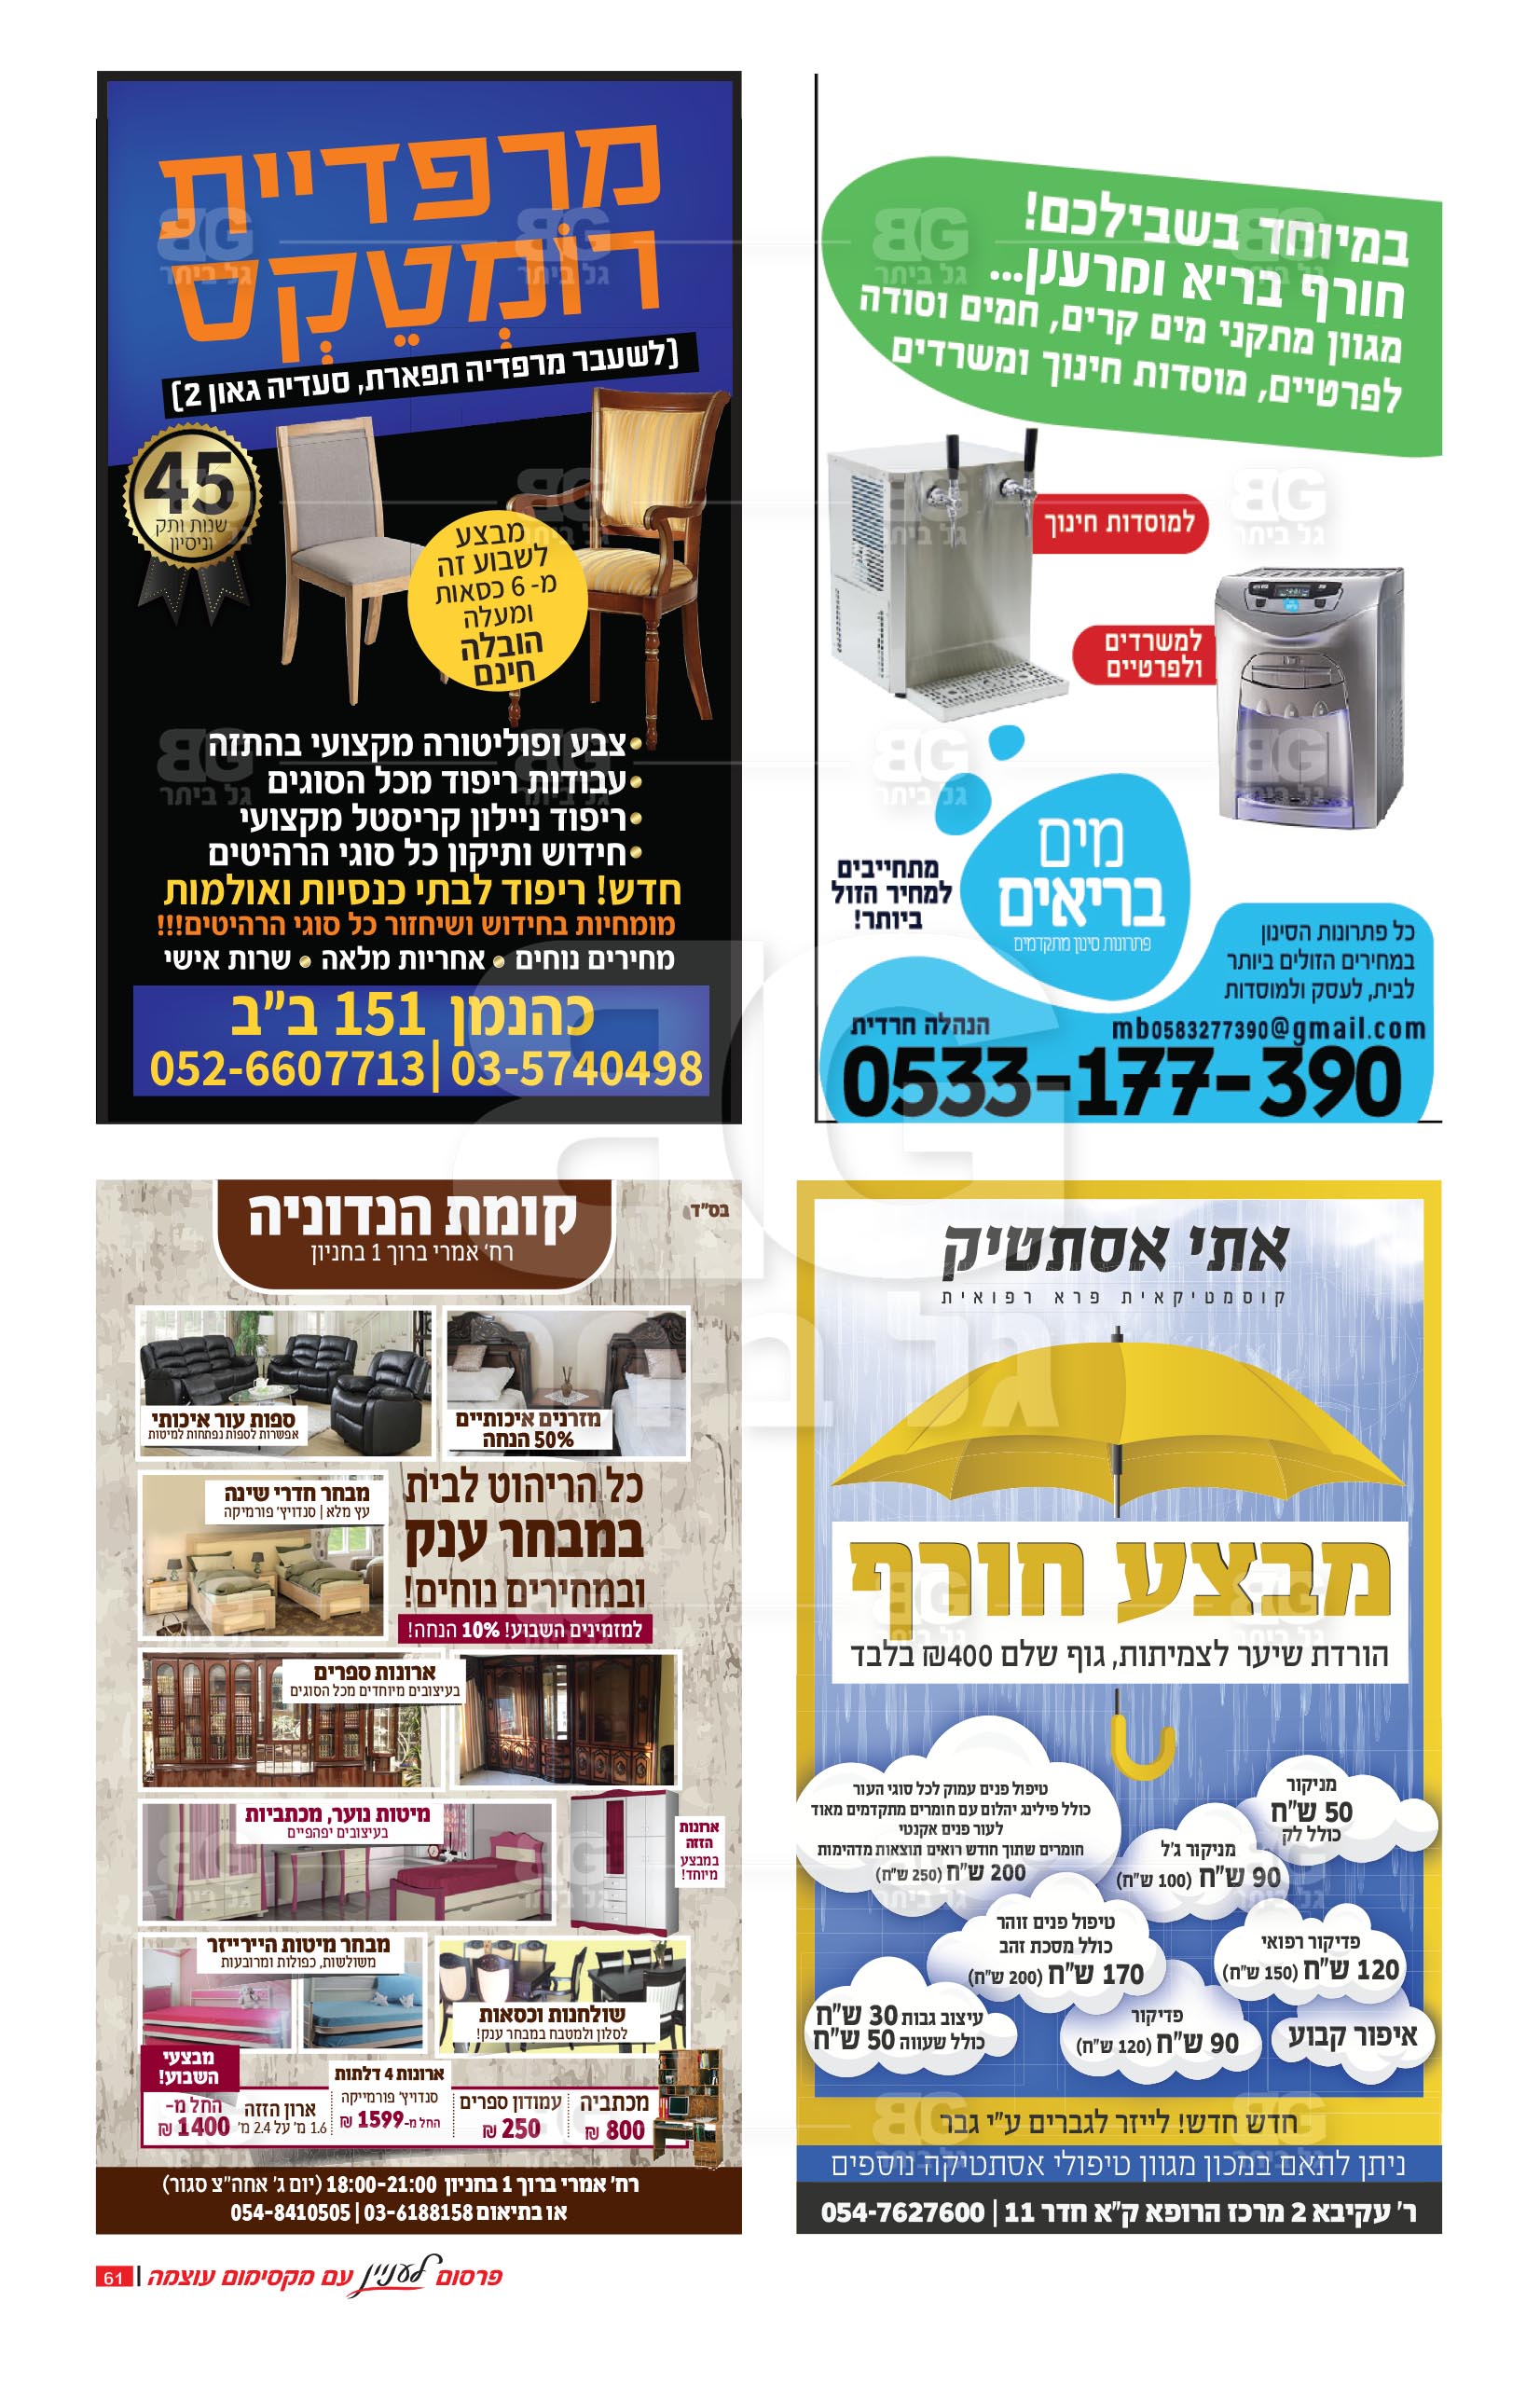 במיוחד בשבילכם!
חורף בריא ומרענן...
מגוון מתקני מים קרים, חמים וסודה
לפרטיים, מוסדות חינוך ומשרדים
למוסדות חינוך
למשרדים
ולפרטיים
מים
בריאים
פתרונות סינון מתקדמים
מתחייבים
למחיר הזול
ביותר!
כל פתרונות הסינון
במחירים הזולים ביותר
לבית, לעסק ולמוסדות
הנהלה חרדית
mb0583277390@gmail.com
0533-177-390
מרפדיית
רוֹמְטֵקְס
(לשעבר מרפדיה תפארת, סעדיה גאון 2)
45
שנות ותק
וניסיון
מבצע
לשבוע זה
מ- 6 כסאות
ומעלה
הובלה
חינם
•צבע ופוליטורה מקצועי בהתזה
•עבודות ריפוד מכל הסוגים
•ריפוד ניילון קריסטל מקצועי
•חידוש ותיקון כל סוגי הרהיטים
חדש! ריפוד לבתי כנסיות ואולמות
מומחיות בחידוש ושיחזור כל סוגי הרהיטים!!!
מחירים נוחים • אחריות מלאה • שרות אישי
כהנמן 151 ב"ב
052-6607713|03-5740498
אתי אסתטיק
קוסמטיקאית פרא רפואית
מבצע חורף
הורדת שיער לצמיתות, גוף שלם 400₪ בלבד
מניקור
50 ש"ח
כולל לק
טיפול פנים עמוק לכל סוגי העור
כולל פילינג יהלום עם חומרים מתקדמים מאוד
לעור פנים אקנטי
חומרים שתוך חודש רואים תוצאות מדהימות
200 ש"ח (250 ש"ח)
מניקור ג'ל
90 ש"ח (100 ש"ח)
טיפול פנים זוהר
כולל מסכת זהב
170 ש"ח (200 ש"ח)
פדיקור רפואי
120 ש"ח (150 ש"ח)
עיצוב גבות 30 ש"ח
כולל שעווה 50 ש"ח
פדיקור
90 ש"ח (120 ש"ח)
איפור קבוע
חדש חדש! לייזר לגברים ע"י גבר
ניתן לתאם במכון מגוון טיפולי אסתטיקה נוספים
ר' עקיבא 2 מרכז הרופא ק"א חדר 11 | 054-7627600
בס"ד
קומת הנדוניה
רח' אמרי ברוך 1 בחניון
מזרנים איכותיים
50% הנחה
ספות עור איכותי
אפשרות לספות נפתחות למיטות
כל הריהוט לבית
במבחר ענק
ובמחירים נוחים!
למזמינים השבוע! 10% הנחה!
מבחר חדרי שינה
עץ מלא | סנדויץ' פורמיקה
ארונות ספרים
בעיצובים מיוחדים מכל הסוגים
ארונות
הזזה
במבצע
מיוחד!
מיטות נוער, מכתביות
בעיצובים יפהפיים
מבחר מיטות היירייזר
משולשות, כפולות ומרובעות
שולחנות וכסאות
לסלון ולמטבח במבחר ענק!
מבצעי
השבוע!
מכתביה
800 ₪
עמודון ספרים
250 ₪
ארונות 4 דלתות
סנדויץ' פורמייקה
החל מ-1599 ₪
ארון הזזה
1.6 מ' על 2.4 מ'
החל מ-
1400 ₪
רח' אמרי ברוך 1 בחניון 18:00-21:00 (יום ג' אחה"צ סגור)
או בתיאום 03-6188158 | 054-8410505
פרסום לעניין עם מקסימום עוצמה | 61
BG
גל ביתר